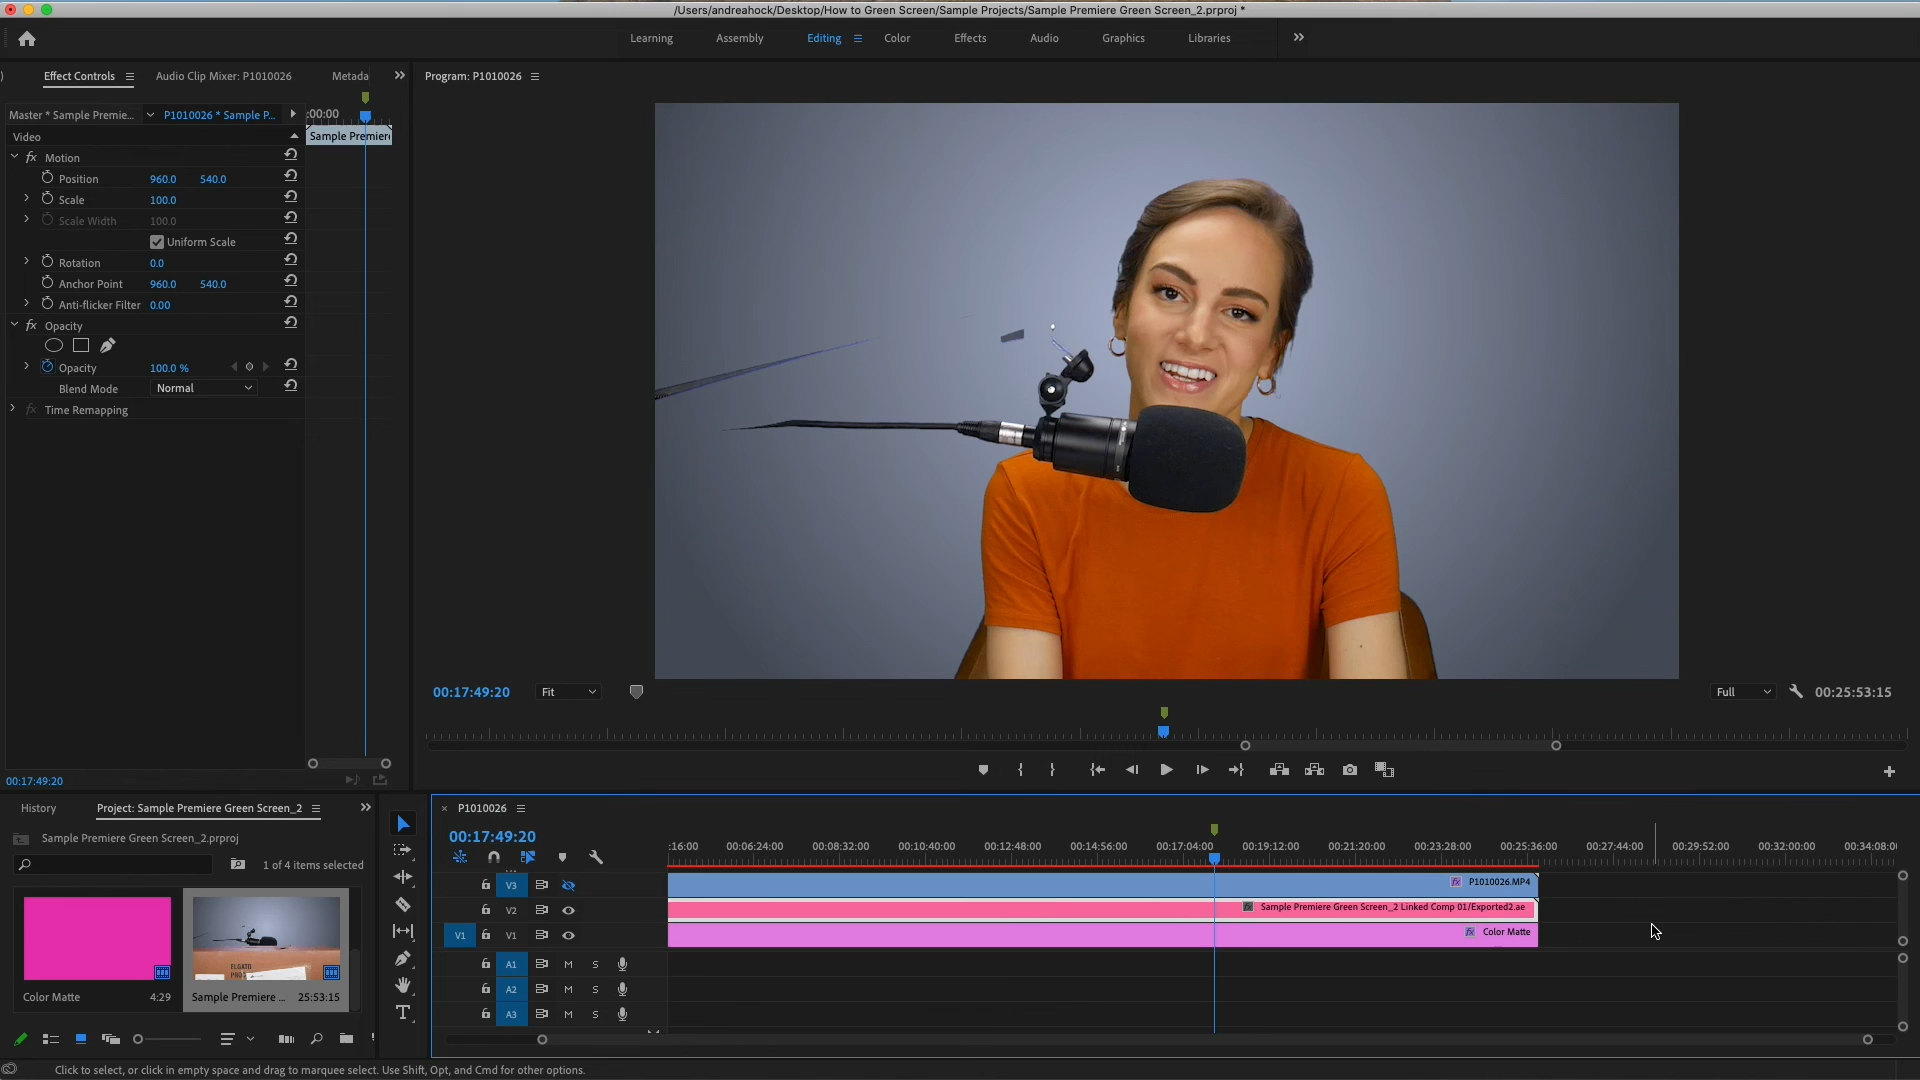 /Users/andreahock/Desktop/How to Green Screen/Sample Projects/Sample Premiere Green Screen_2.prproj *
Learning Assembly Editing Color Effects Audio Graphics Libraries
Effect Controls Audio Clip Mixer: P1010026 Metada
Program: P1010026
Master * Sample Premie... P1010026 * Sample P... :00:00
Video Sample Premiere
fx Motion
Position 960.0 540.0
Scale 100.0
Scale Width 100.0
Uniform Scale
Rotation 0.0
Anchor Point 960.0 540.0
Anti-flicker Filter 0.00
fx Opacity
Opacity 100.0 %
Blend Mode Normal
fx Time Remapping
00:17:49:20 Fit Full 00:25:53:15
00:17:49:20
History Project: Sample Premiere Green Screen_2
Sample Premiere Green Screen_2.prproj
1 of 4 items selected
ELGATO
Color Matte 4:29 Sample Premiere ... 25:53:15
P1010026
00:17:49:20
:16:00 00:06:24:00 00:08:32:00 00:10:40:00 00:12:48:00 00:14:56:00 00:17:04:00 00:19:12:00 00:21:20:00 00:23:28:00 00:25:36:00 00:27:44:00 00:29:52:00 00:32:00:00 00:34:08:0
V3 fx P1010026.MP4
V2 fx Sample Premiere Green Screen_2 Linked Comp 01/Exported2.ae
V1 V1 fx Color Matte
A1 M S
A2 M S
A3 M S
T
Click to select, or click in empty space and drag to marquee select. Use Shift, Opt, and Cmd for other options.